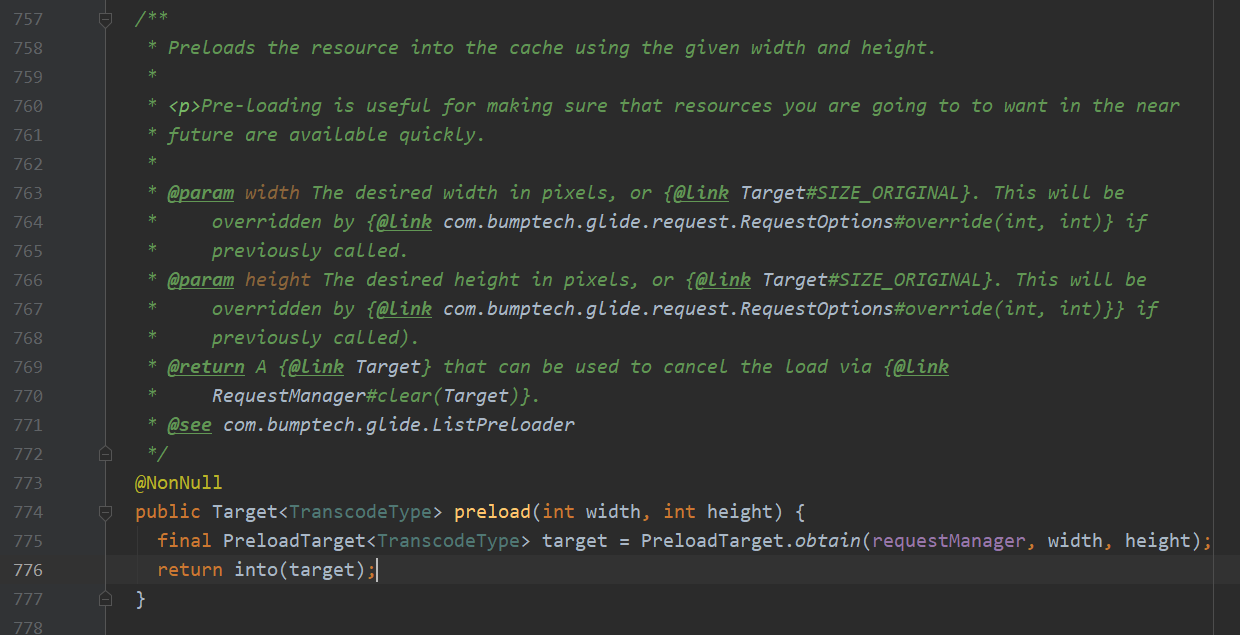 757 /**
758 * Preloads the resource into the cache using the given width and height.
759 *
760 * <p>Pre-loading is useful for making sure that resources you are going to to want in the near
761 * future are available quickly.
762 *
763 * @param width The desired width in pixels, or {@link Target#SIZE_ORIGINAL}. This will be
764 * overridden by {@link com.bumptech.glide.request.RequestOptions#override(int, int)} if
765 * previously called.
766 * @param height The desired height in pixels, or {@link Target#SIZE_ORIGINAL}. This will be
767 * overridden by {@link com.bumptech.glide.request.RequestOptions#override(int, int)}} if
768 * previously called).
769 * @return A {@link Target} that can be used to cancel the load via {@link
770 * RequestManager#clear(Target)}.
771 * @see com.bumptech.glide.ListPreloader
772 */
773 @NonNull
774 public Target<TranscodeType> preload(int width, int height) {
775 final PreloadTarget<TranscodeType> target = PreloadTarget.obtain(requestManager, width, height);
776 return into(target);
777 }
778